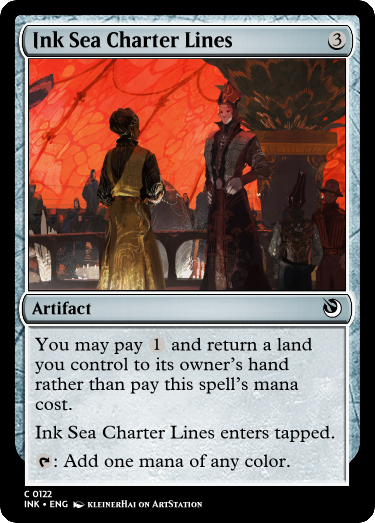 Ink Sea Charter Lines 3
Artifact
You may pay 1 and return a land
you control to its owner's hand
rather than pay this spell's mana
cost.
Ink Sea Charter Lines enters tapped.
: Add one mana of any color.
C 0122
INK • ENG KLEINERHAI ON ARTSTATION